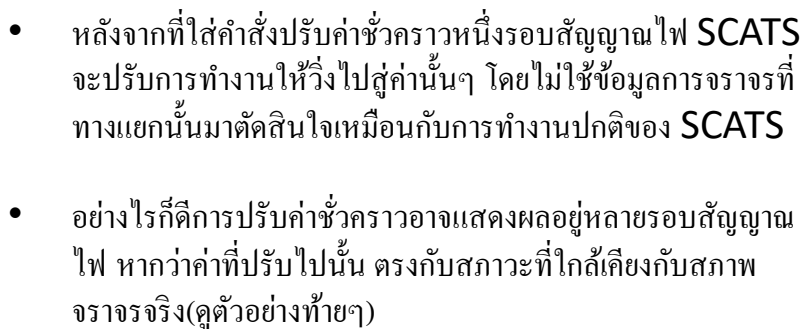 • หลังจากที่ใส่คำสั่งปรับค่าชั่วคราวหนึ่งรอบสัญญาณไฟ SCATS
จะปรับการทำงานให้วิ่งไปสู่ค่านั้นๆ โดยไม่ใช้ข้อมูลการจราจรที่
ทางแยกนั้นมาตัดสินใจเหมือนกับการทำงานปกติของ SCATS
• อย่างไรก็ดีการปรับค่าชั่วคราวอาจแสดงผลอยู่หลายรอบสัญญาณ
ไฟ หากว่าค่าที่ปรับไปนั้น ตรงกับสภาวะที่ใกล้เคียงกับสภาพ
จราจรจริง(ดูตัวอย่างท้ายๆ)